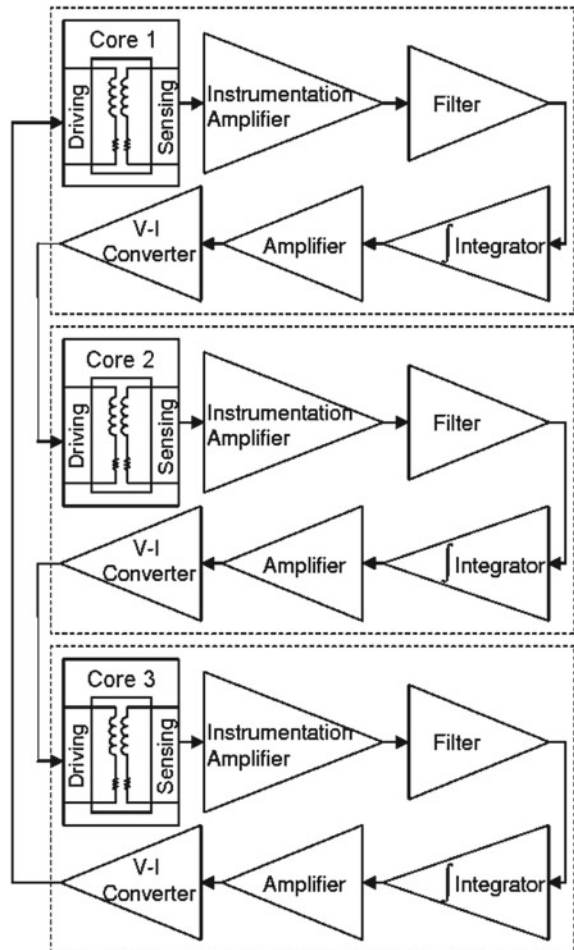 Core 1
Driving
Sensing
Instrumentation
Amplifier
Filter
V-I
Converter
Amplifier
∫Integrator
Core 2
Driving
Sensing
Instrumentation
Amplifier
Filter
V-I
Converter
Amplifier
∫Integrator
Core 3
Driving
Sensing
Instrumentation
Amplifier
Filter
V-I
Converter
Amplifier
∫Integrator